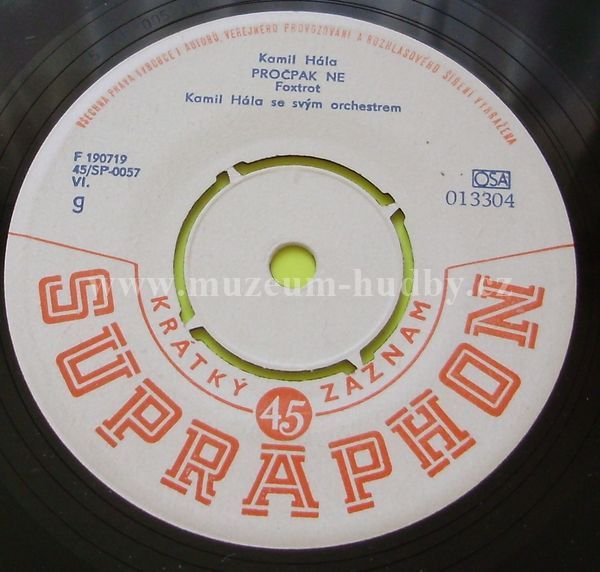 VŠECHNA PRÁVA VÝROBCE I AUTORŮ, VEŘEJNÉHO PROVOZOVÁNÍ A ROZHLASOVÉHO ŠÍŘENÍ VYHRAŽENA
Kamil Hála
PROČPAK NE
Foxtrot
Kamil Hála se svým orchestrem
F 190719
45/SP-0057
VI.
g
OSA
013304
www.muzeum-hudby.cz
KRÁTKÝ 45 ZÁZNAM
SUPRAPHON